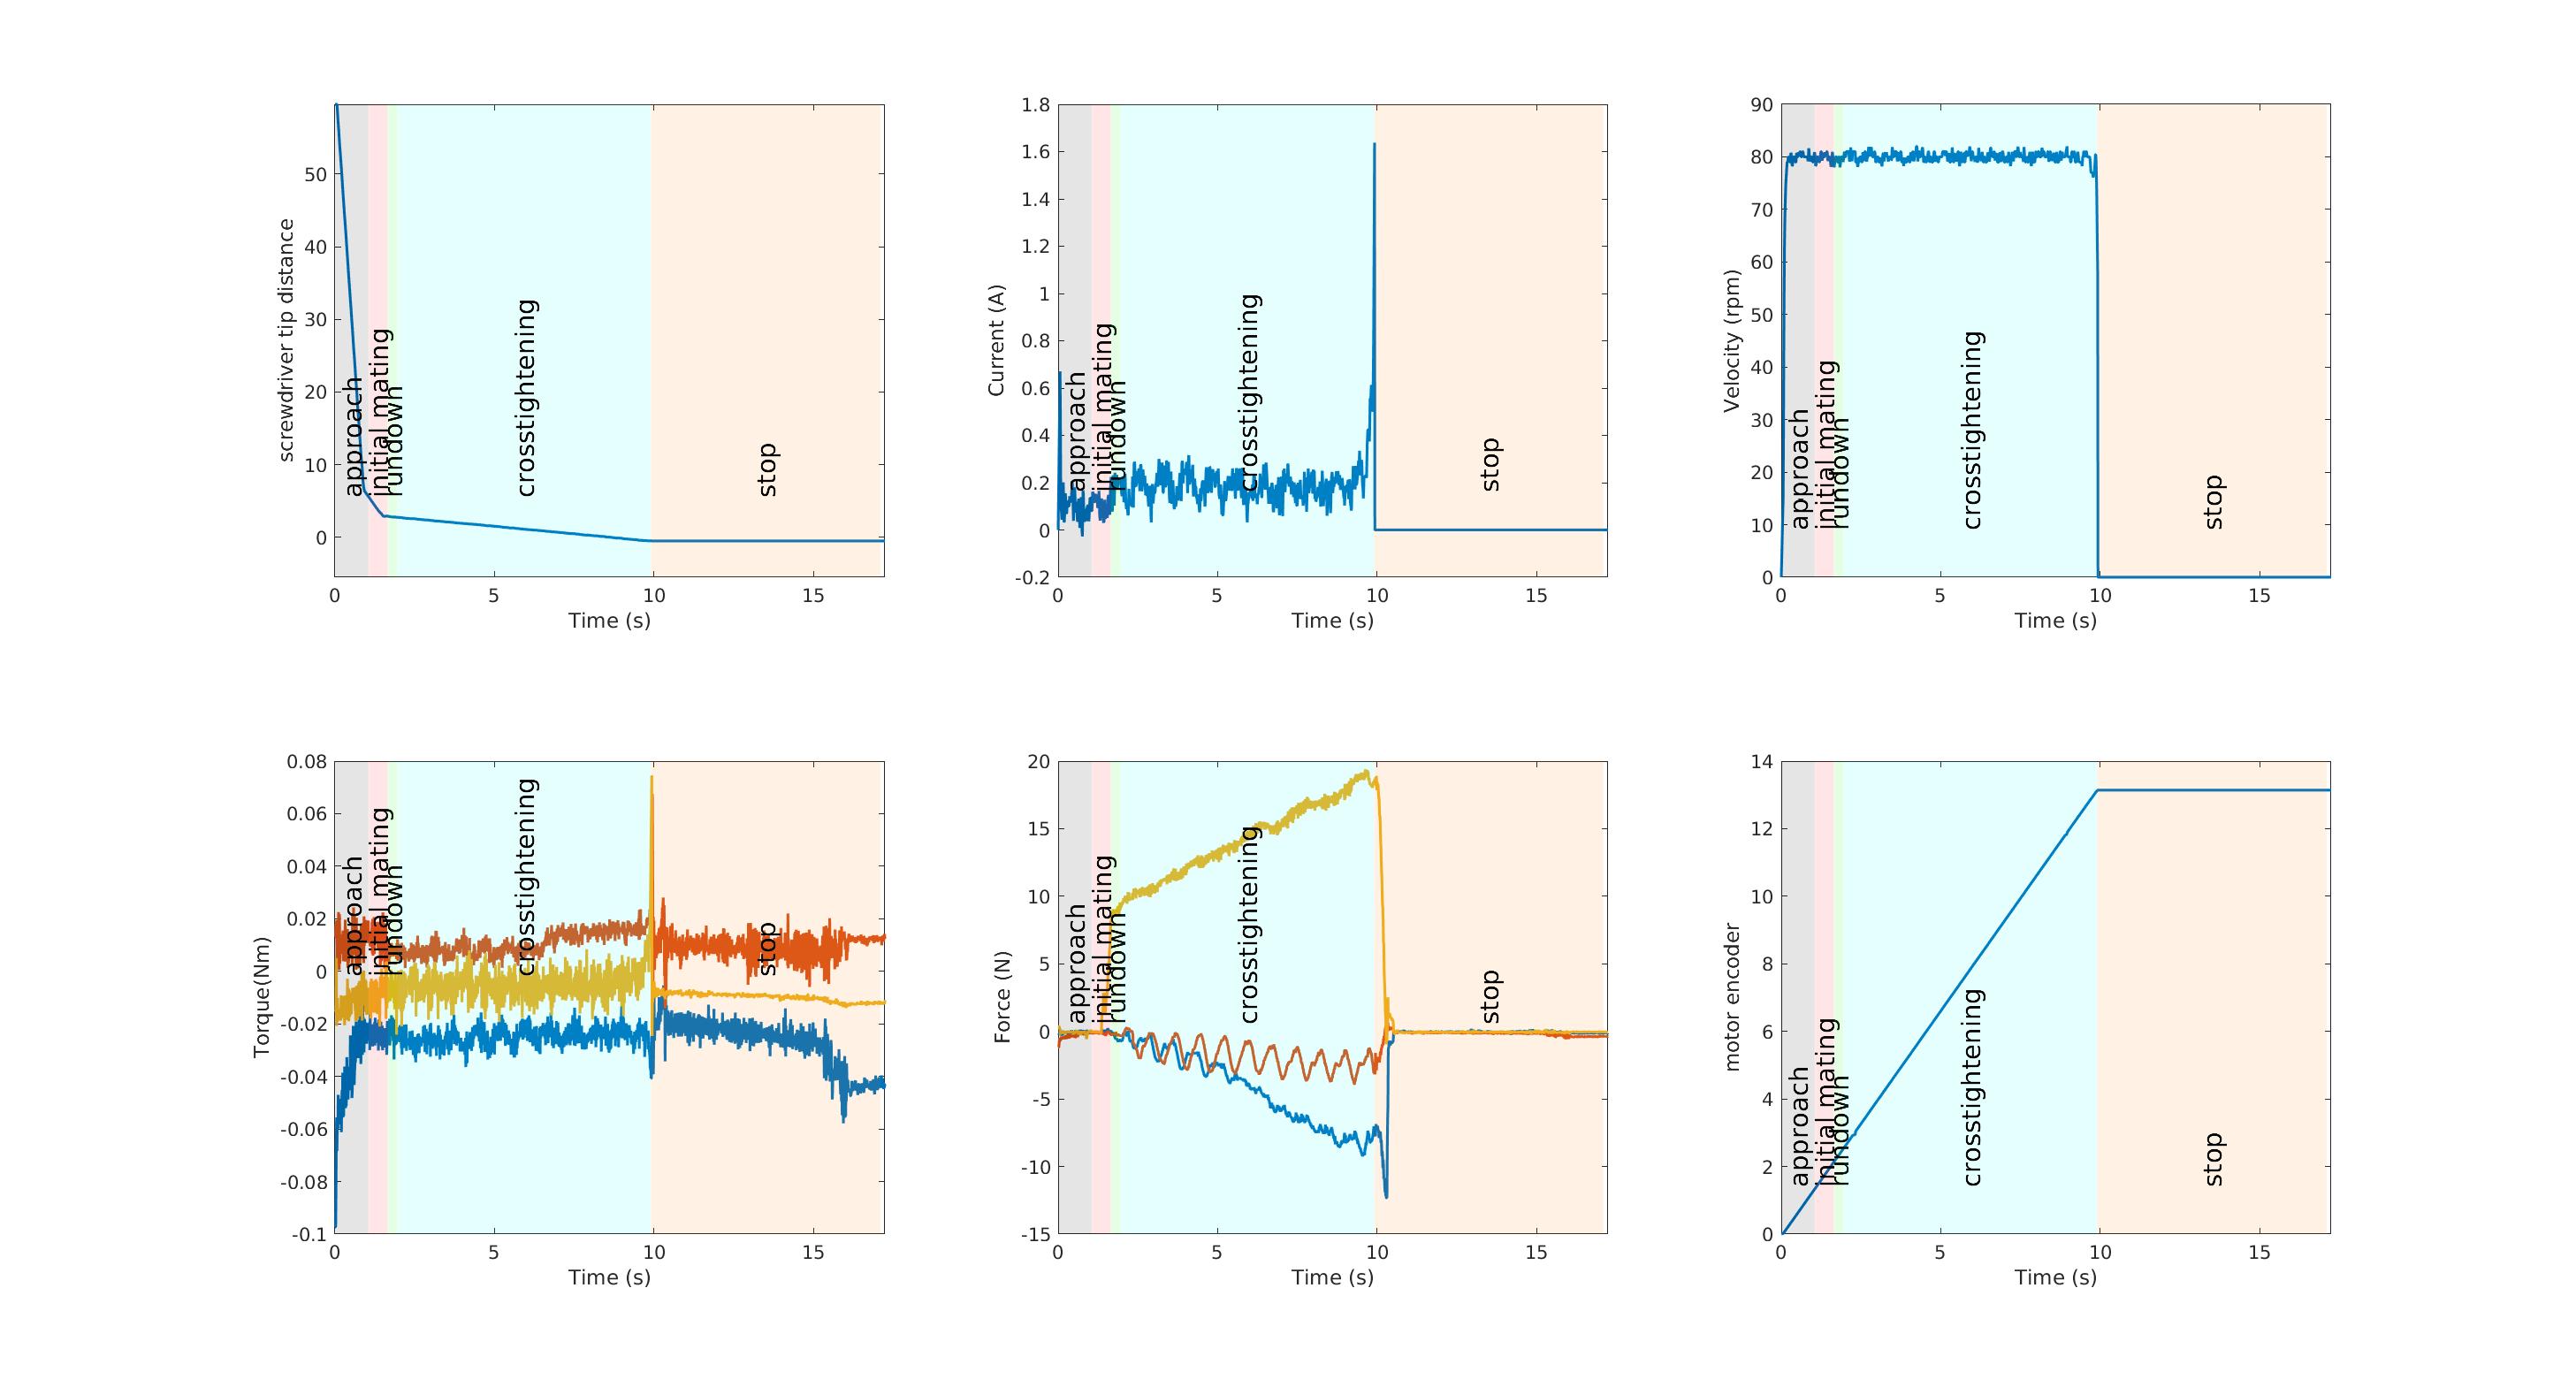 50
40
30
20
10
0
screwdriver tip distance
approach
initial mating
rundown
crosstightening
stop
0 5 10 15
Time (s)
1.8
1.6
1.4
1.2
1
0.8
0.6
0.4
0.2
0
-0.2
Current (A)
approach
initial mating
rundown
crosstightening
stop
0 5 10 15
Time (s)
90
80
70
60
50
40
30
20
10
0
Velocity (rpm)
approach
initial mating
rundown
crosstightening
stop
0 5 10 15
Time (s)
0.08
0.06
0.04
0.02
0
-0.02
-0.04
-0.06
-0.08
-0.1
Torque(Nm)
approach
initial mating
rundown
crosstightening
stop
0 5 10 15
Time (s)
20
15
10
5
0
-5
-10
-15
Force (N)
approach
initial mating
rundown
crosstightening
stop
0 5 10 15
Time (s)
14
12
10
8
6
4
2
0
motor encoder
approach
initial mating
rundown
crosstightening
stop
0 5 10 15
Time (s)